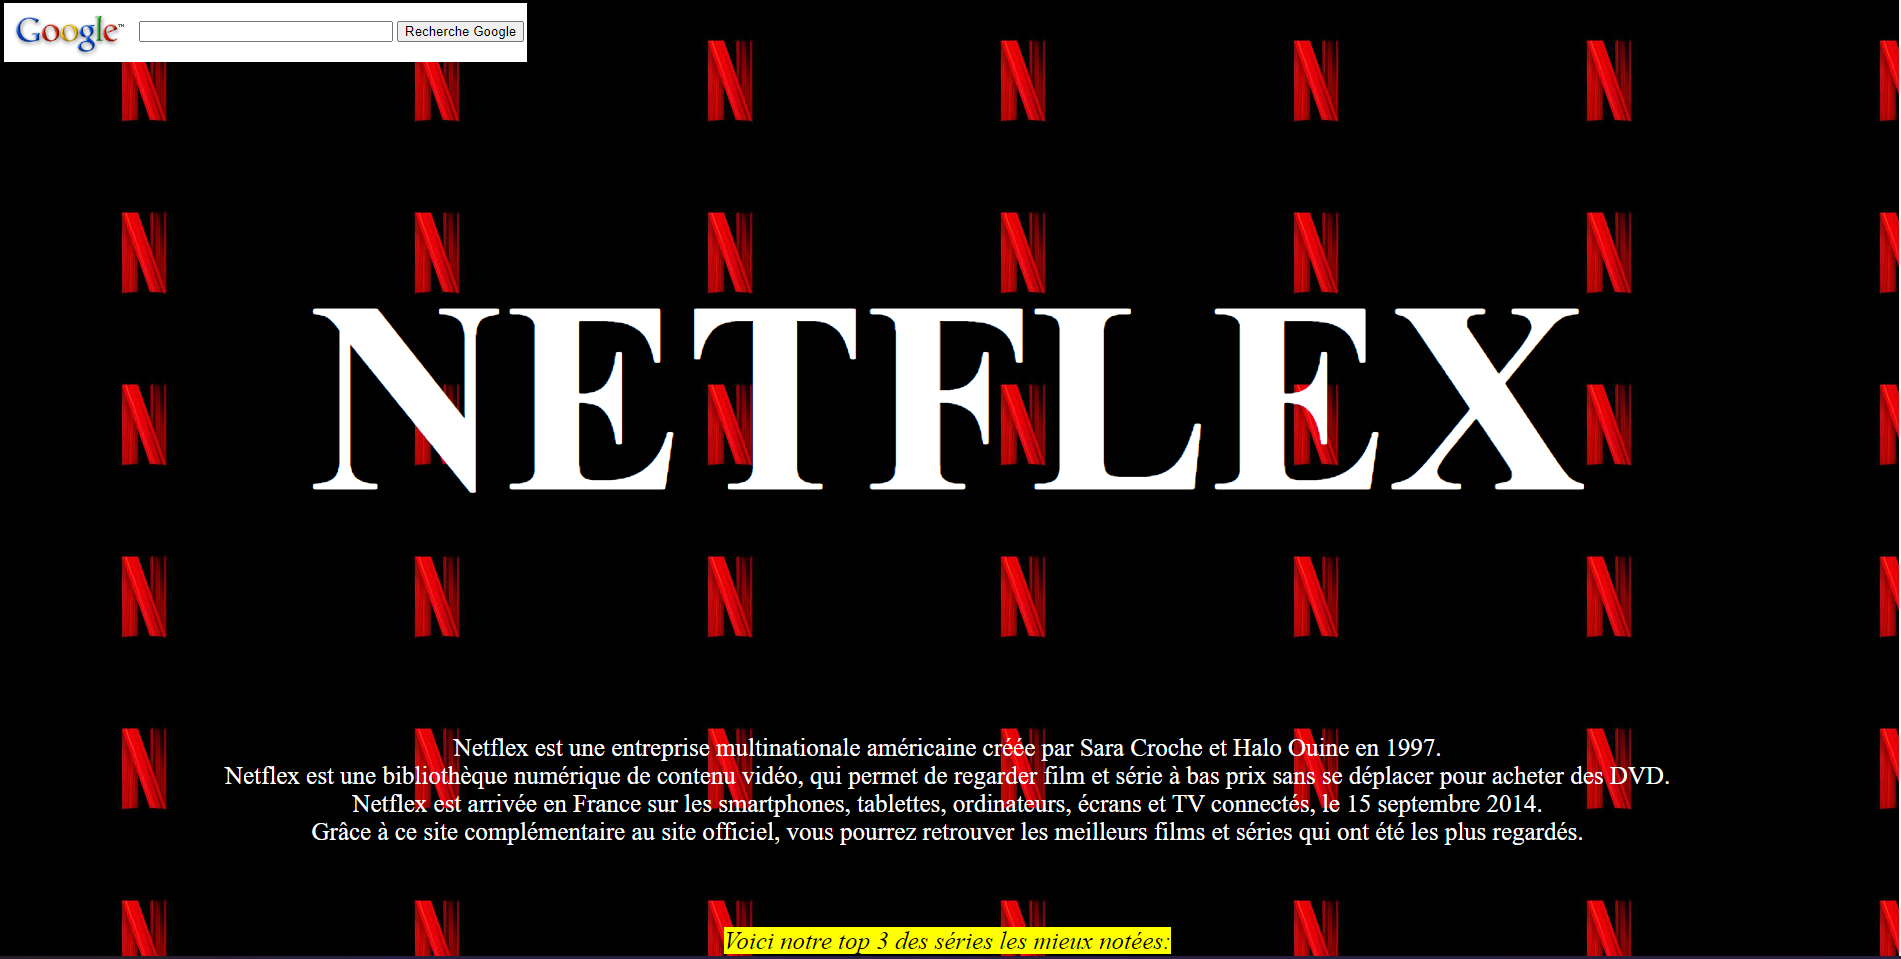 Google™ Recherche Google
NETFLEX
Netflex est une entreprise multinationale américaine créée par Sara Croche et Halo Ouine en 1997.
Netflex est une bibliothèque numérique de contenu vidéo, qui permet de regarder film et série à bas prix sans se déplacer pour acheter des DVD.
Netflex est arrivée en France sur les smartphones, tablettes, ordinateurs, écrans et TV connectés, le 15 septembre 2014.
Grâce à ce site complémentaire au site officiel, vous pourrez retrouver les meilleurs films et séries qui ont été les plus regardés.
Voici notre top 3 des séries les mieux notées: